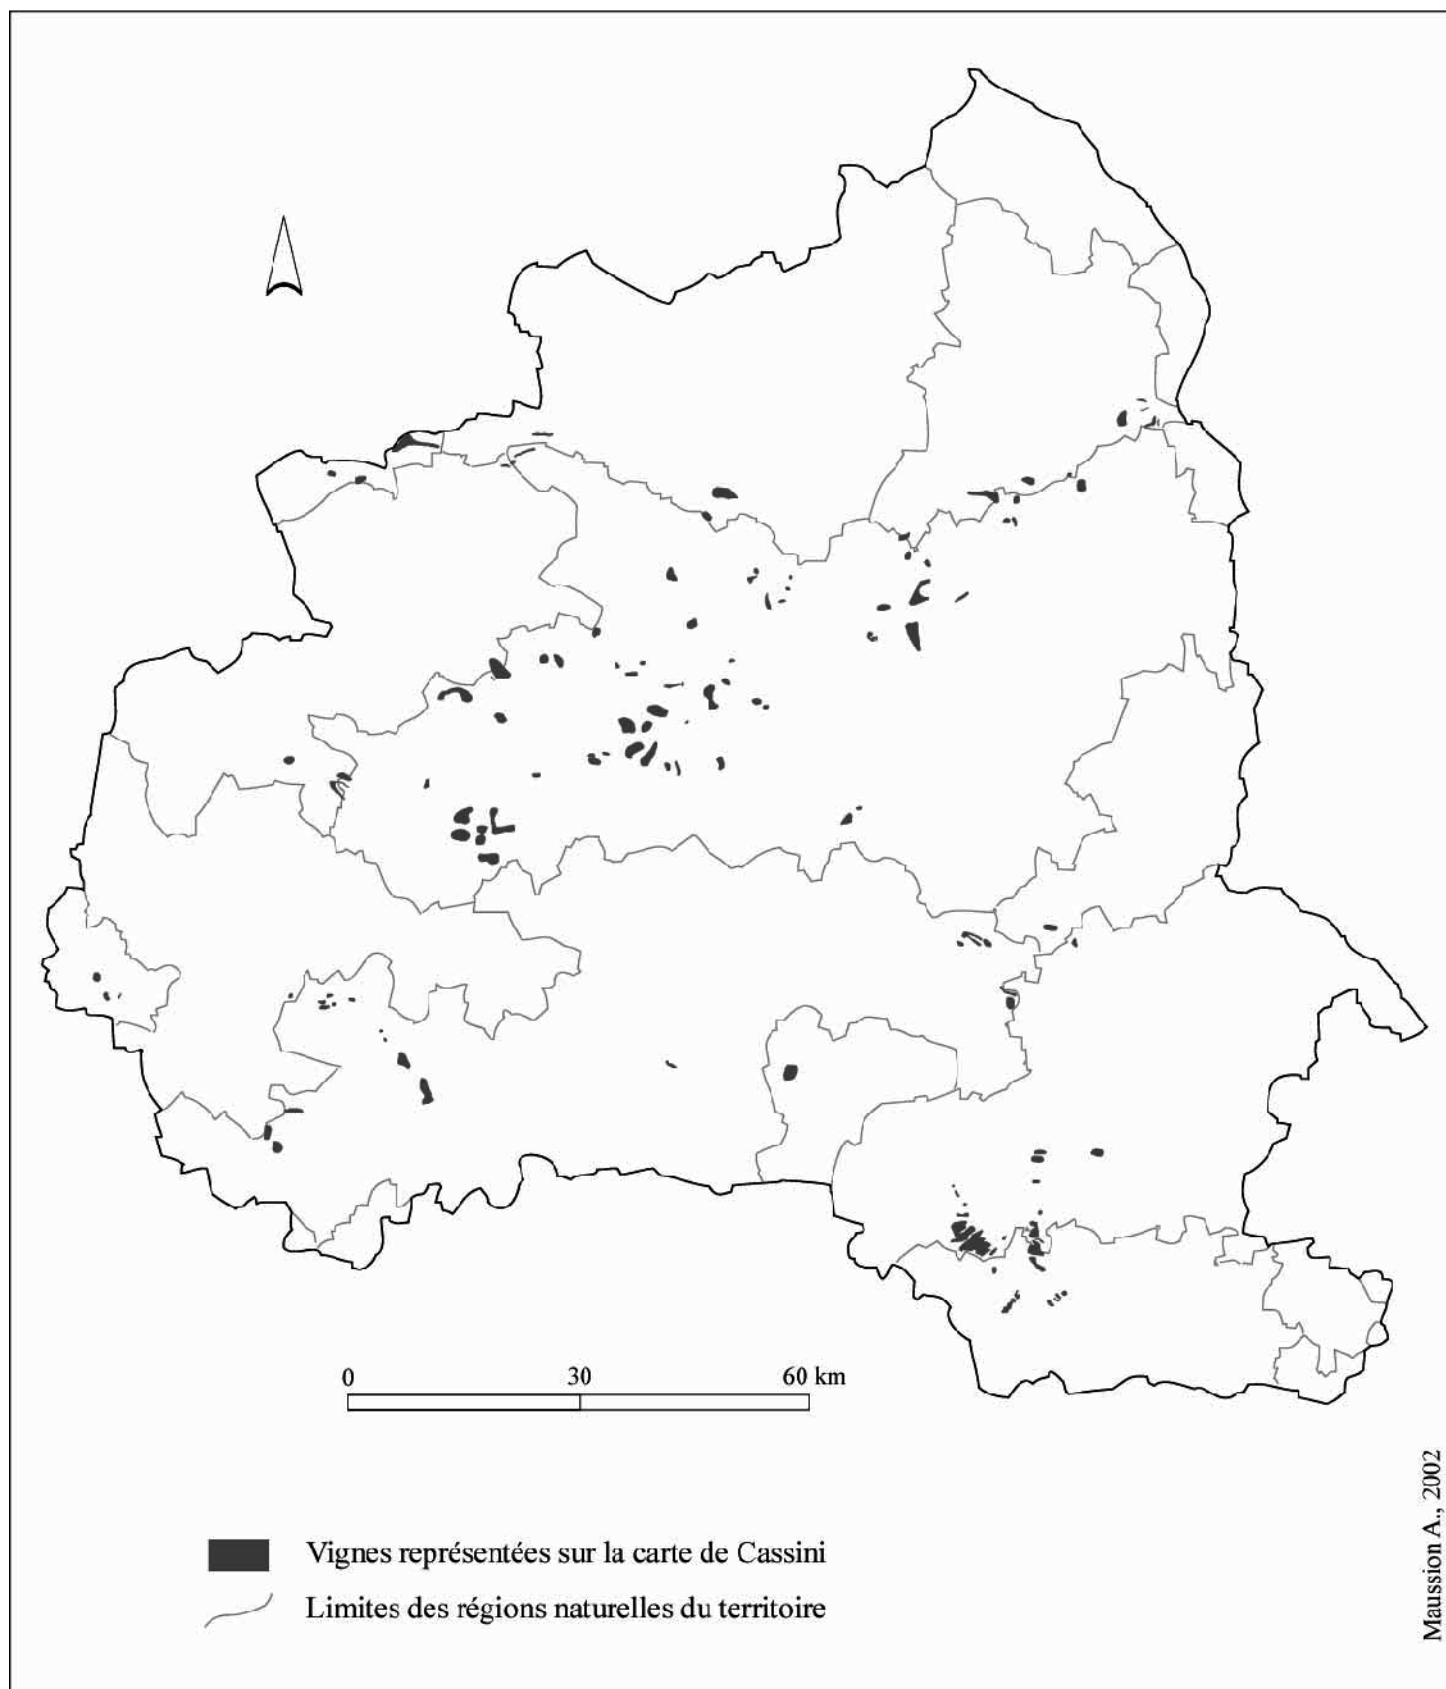 0 30 60 km
Vignes représentées sur la carte de Cassini
Limites des régions naturelles du territoire
Maussion A., 2002